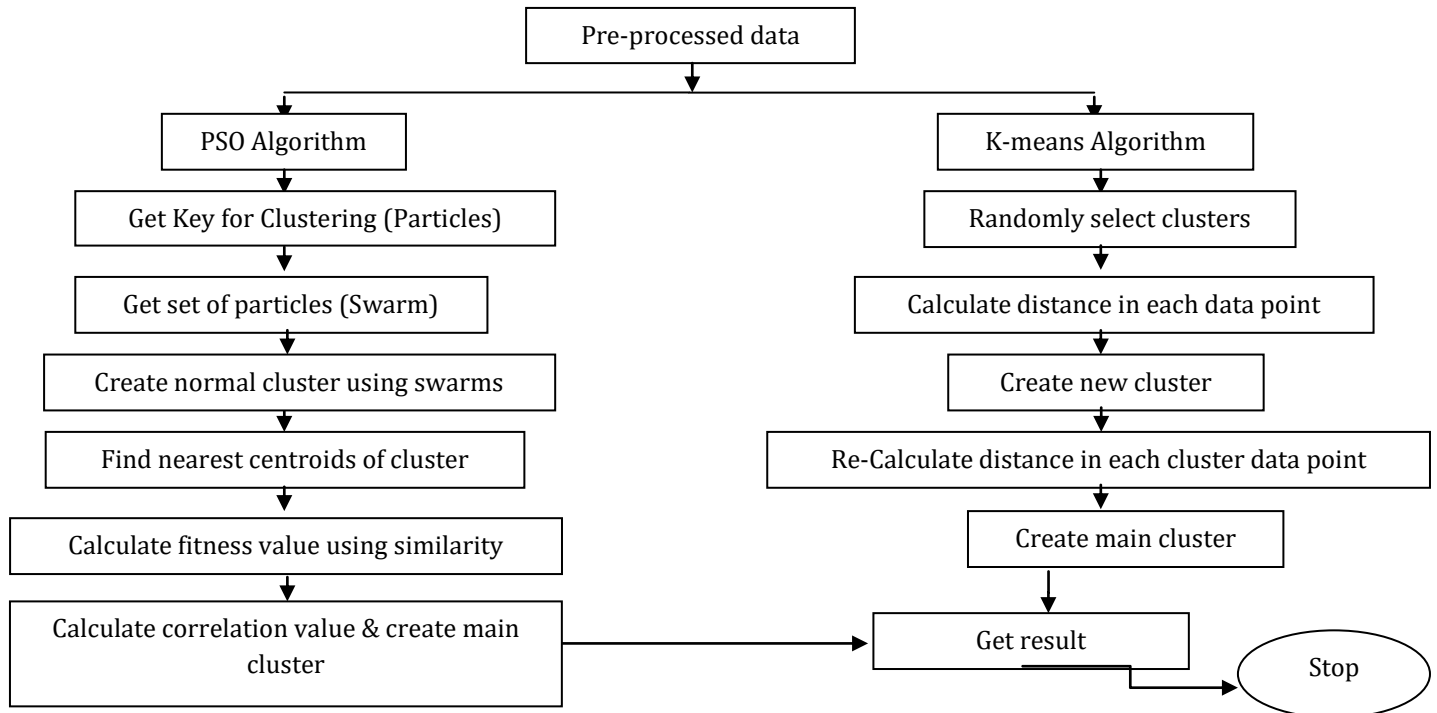 Pre-processed data
PSO Algorithm
K-means Algorithm
Get Key for Clustering (Particles)
Randomly select clusters
Get set of particles (Swarm)
Calculate distance in each data point
Create normal cluster using swarms
Create new cluster
Find nearest centroids of cluster
Re-Calculate distance in each cluster data point
Calculate fitness value using similarity
Create main cluster
Calculate correlation value & create main
cluster
Get result
Stop